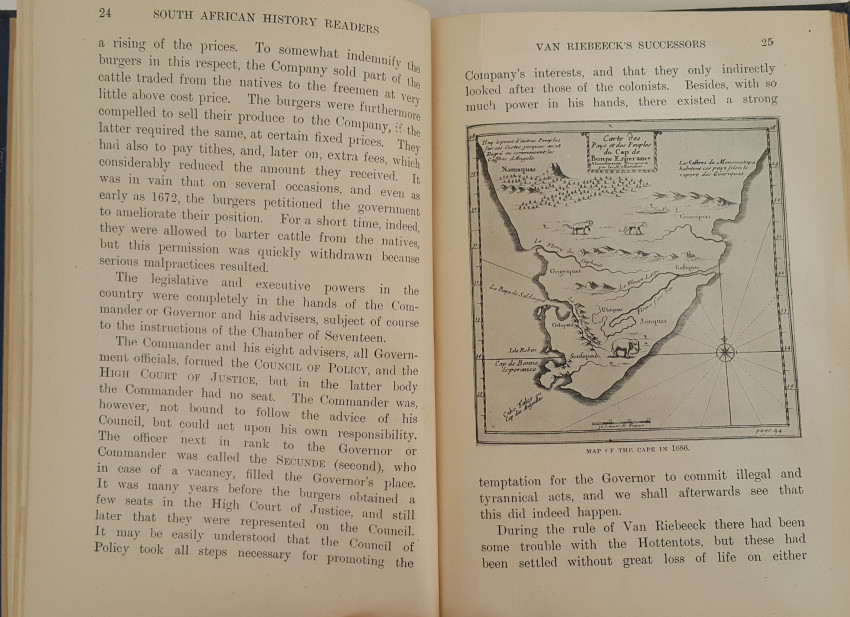 24 SOUTH AFRICAN HISTORY READERS
a rising of the prices. To somewhat indemnify the
burgers in this respect, the Company sold part of the
cattle traded from the natives to the freemen at very
little above cost price. The burgers were furthermore
compelled to sell their produce to the Company, if the
latter required the same, at certain fixed prices. They
had also to pay tithes, and, later on, extra fees, which
considerably reduced the amount they received. It
was in vain that on several occasions, and even as
early as 1672, the burgers petitioned the government
to ameliorate their position. For a short time, indeed,
they were allowed to barter cattle from the natives,
but this permission was quickly withdrawn because
serious malpractices resulted.
The legislative and executive powers in the
country were completely in the hands of the Com-
mander or Governor and his advisers, subject of course
to the instructions of the Chamber of Seventeen.
The Commander and his eight advisers, all Govern-
ment officials, formed the COUNCIL OF POLICY, and the
HIGH COURT OF JUSTICE, but in the latter body
the Commander had no seat. The Commander was,
however, not bound to follow the advice of his
Council, but could act upon his own responsibility.
The officer next in rank to the Governor or
Commander was called the SECUNDE (second), who
in case of a vacancy, filled the Governor's place.
It was many years before the burgers obtained a
few seats in the High Court of Justice, and still
later that they were represented on the Council.
It may be easily understood that the Council of
Policy took all steps necessary for promoting the
VAN RIEBEECK'S SUCCESSORS 25
Company's interests, and that they only indirectly
looked after those of the colonists. Besides, with so
much power in his hands, there existed a strong
Carte des
Pays et des Peuples
du Cap de
Bonne Esperance
Namaquas
Gouriquas
Grigriquas
Gassiquas
Sonquas
Isle Robin
Cap de Bonne
Esperance
pag. 94
MAP OF THE CAPE IN 1686.
temptation for the Governor to commit illegal and
tyrannical acts, and we shall afterwards see that
this did indeed happen.
During the rule of Van Riebeeck there had been
some trouble with the Hottentots, but these had
been settled without great loss of life on either